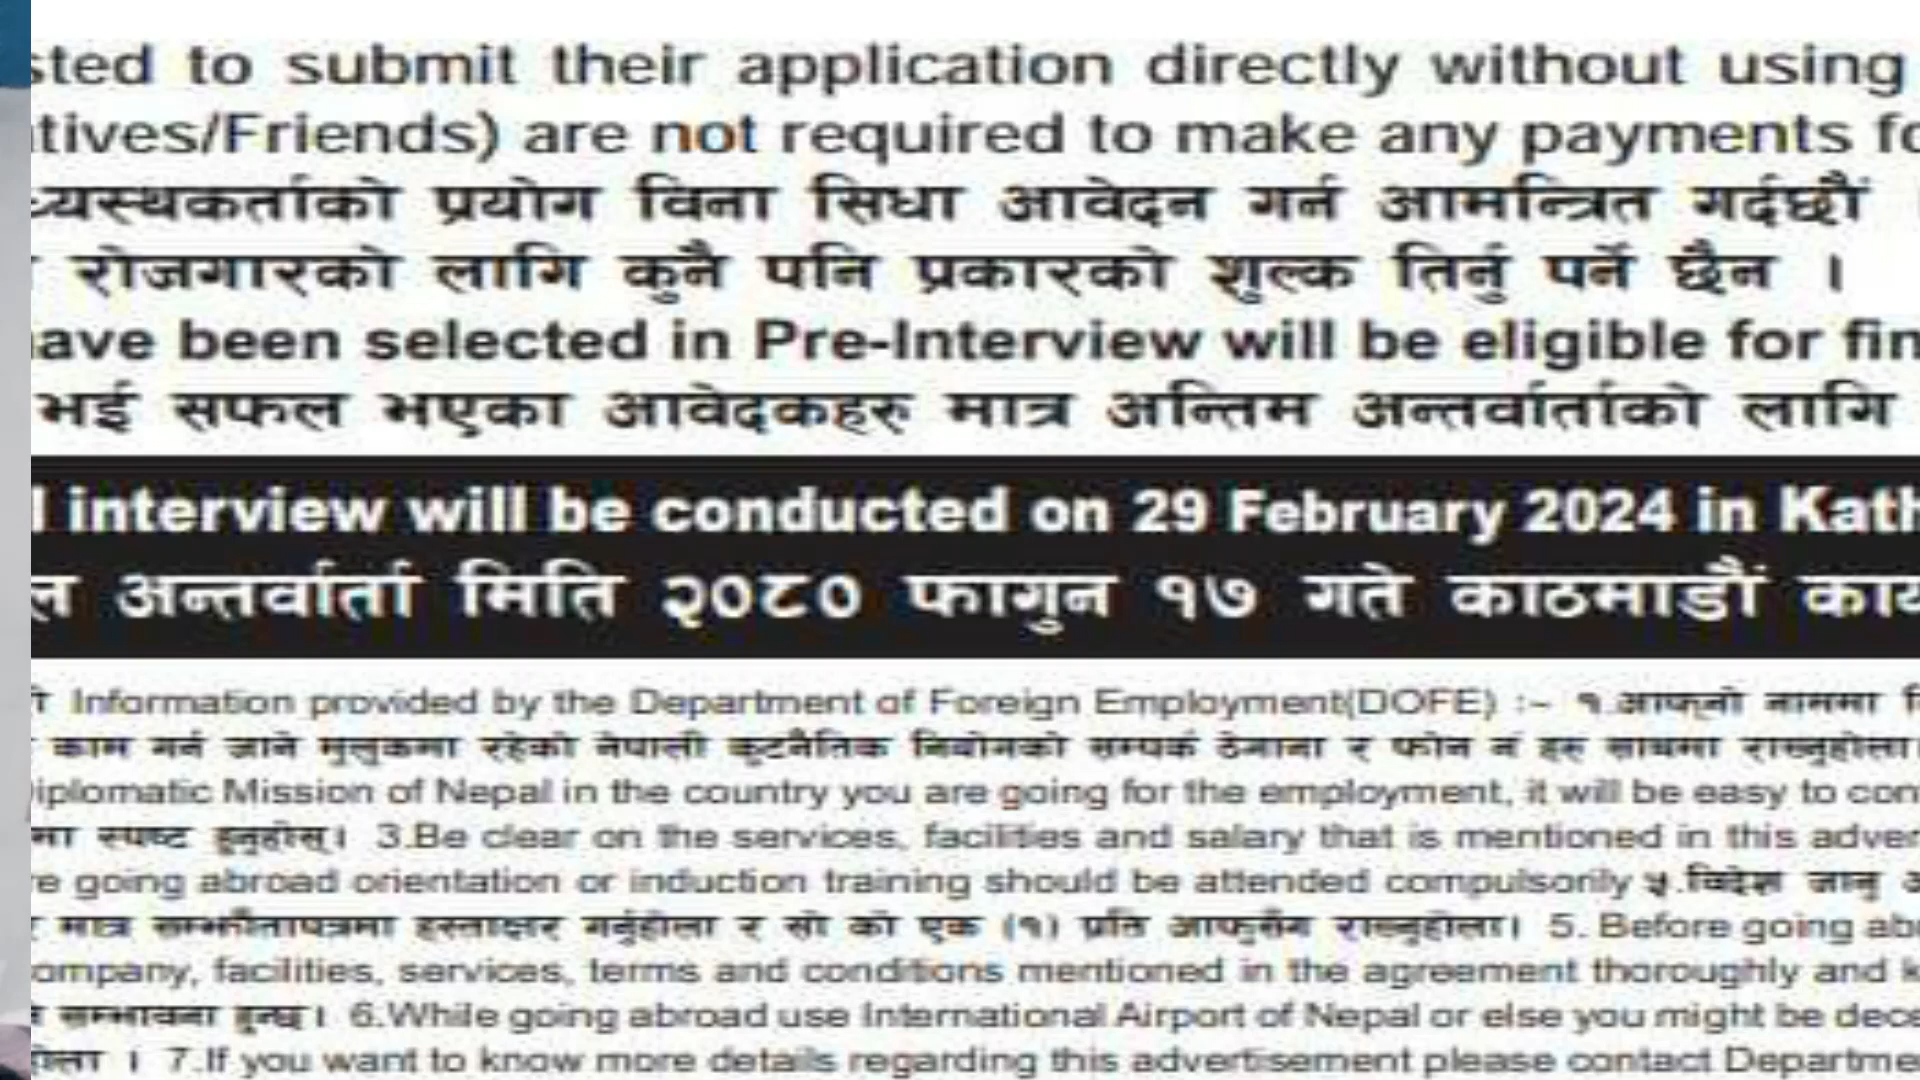 sted to submit their application directly without using
tives/Friends) are not required to make any payments fo
ध्यस्थकर्ताको प्रयोग विना सिधा आवेदन गर्न आमन्त्रित गर्दछौं
रोजगारको लागि कुनै पनि प्रकारको शुल्क तिर्नु पर्ने छैन ।
ave been selected in Pre-Interview will be eligible for fin
भई सफल भएका आवेदकहरु मात्र अन्तिम अन्तर्वार्ताको लागि
l interview will be conducted on 29 February 2024 in Kath
ल अन्तर्वार्ता मिति २०८० फागुन १७ गते काठमाडौं कार्य
Information provided by the Department of Foreign Employment(DOFE) :- १.आफ्नो नाममा
काम गर्न जाने मुलुकमा रहेको नेपाली कुटनैतिक नियोगको सम्पर्क ठेगाना र फोन नं हरु साथमा राख्नुहोला।
iplomatic Mission of Nepal in the country you are going for the employment, it will be easy to con
मा स्पष्ट हुनुहोस्। 3.Be clear on the services, facilities and salary that is mentioned in this adver
e going abroad orientation or induction training should be attended compulsorily ५.विदेश जानु अ
मात्र सम्झौतापत्रमा हस्ताक्षर गर्नुहोला र सो को एक (१) प्रति आफुसँग राख्नुहोला। 5. Before going abr
ompany, facilities, services, terms and conditions mentioned in the agreement thoroughly and k
सम्भावना हुन्छ। 6.While going abroad use International Airport of Nepal or else you might be dece
होला । 7.If you want to know more details regarding this advertisement please contact Departme